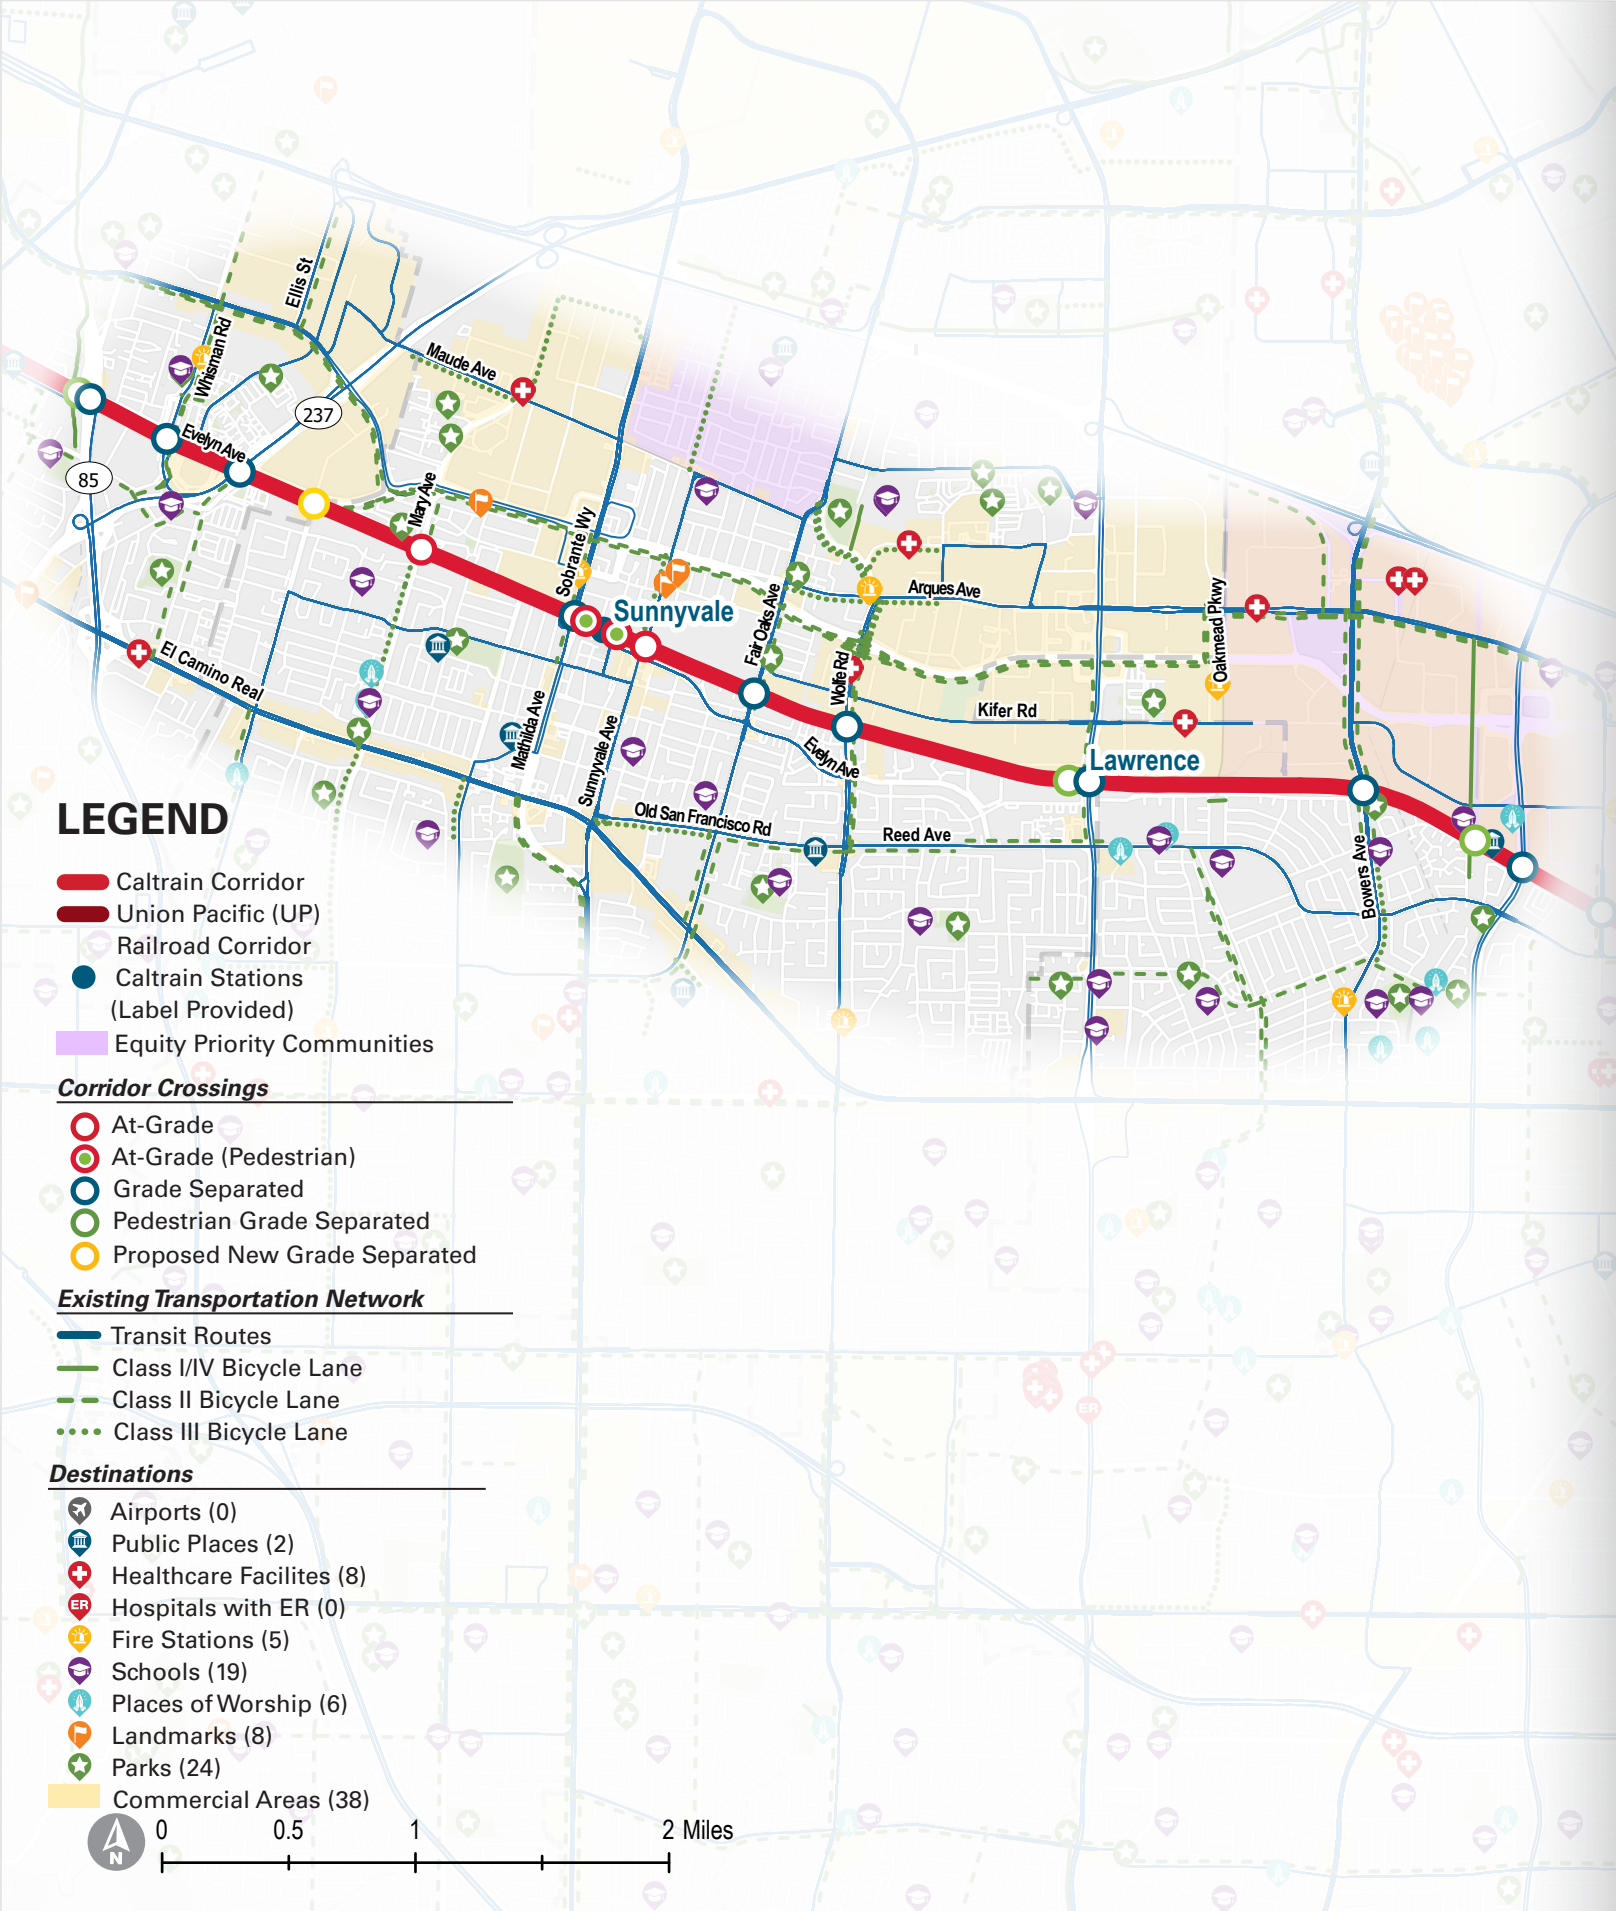 Ellis St
Whisman Rd
Maude Ave
237
Evelyn Ave
85
Mary Ave
Sobrante Wy
Sunnyvale
Arques Ave
Fair Oaks Ave
Oakmead Pkwy
El Camino Real
Wolfe Rd
Mathilda Ave
Kifer Rd
Sunnyvale Ave
Evelyn Ave
Lawrence
Old San Francisco Rd
Reed Ave
Bowers Ave
LEGEND
Caltrain Corridor
Union Pacific (UP)
Railroad Corridor
Caltrain Stations
(Label Provided)
Equity Priority Communities
Corridor Crossings
At-Grade
At-Grade (Pedestrian)
Grade Separated
Pedestrian Grade Separated
Proposed New Grade Separated
Existing Transportation Network
Transit Routes
Class I/IV Bicycle Lane
Class II Bicycle Lane
Class III Bicycle Lane
ER
Destinations
Airports (0)
Public Places (2)
Healthcare Facilites (8)
ER Hospitals with ER (0)
Fire Stations (5)
Schools (19)
Places of Worship (6)
Landmarks (8)
Parks (24)
Commercial Areas (38)
N
0 0.5 1 2 Miles